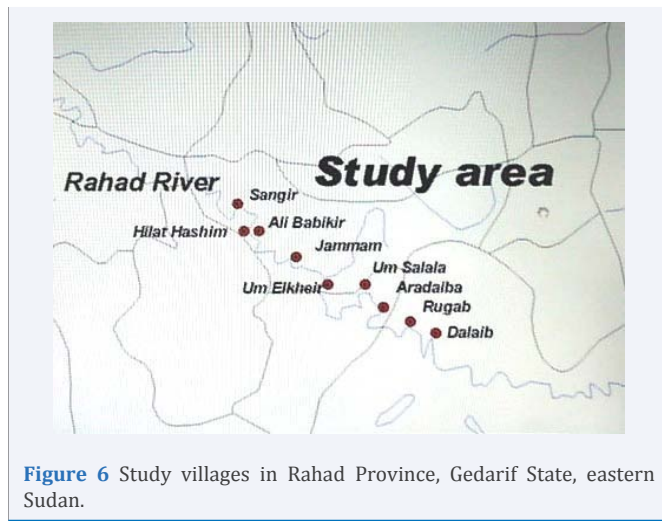 Study area
Rahad River
Sangir
Ali Babikir
Hilat Hashim
Jammam
Um Salala
Um Elkheir
Aradaiba
Rugab
Dalaib
Figure 6 Study villages in Rahad Province, Gedarif State, eastern
Sudan.